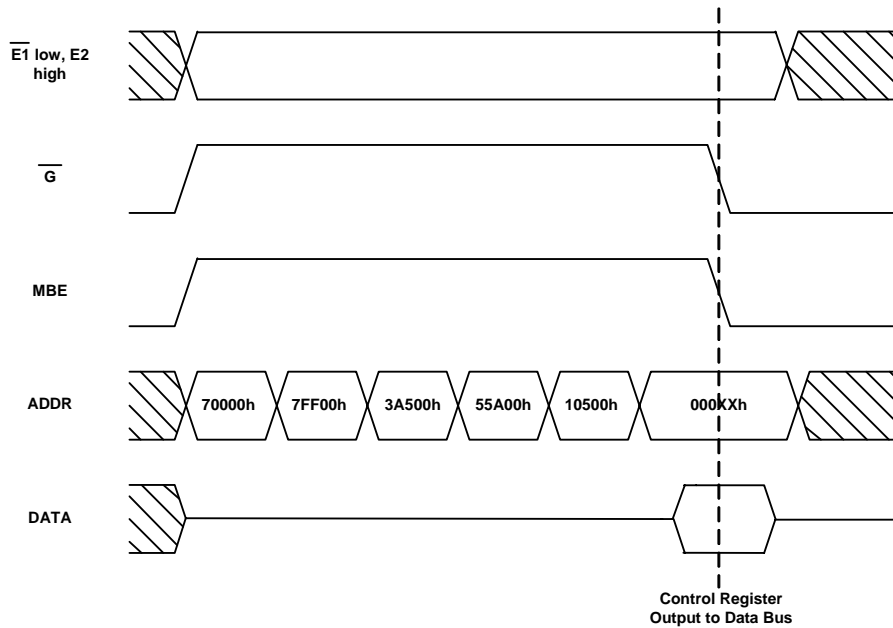 E1 low, E2
high
G
MBE
ADDR
70000h 7FF00h 3A500h 55A00h 10500h 000XXh
DATA
Control Register
Output to Data Bus